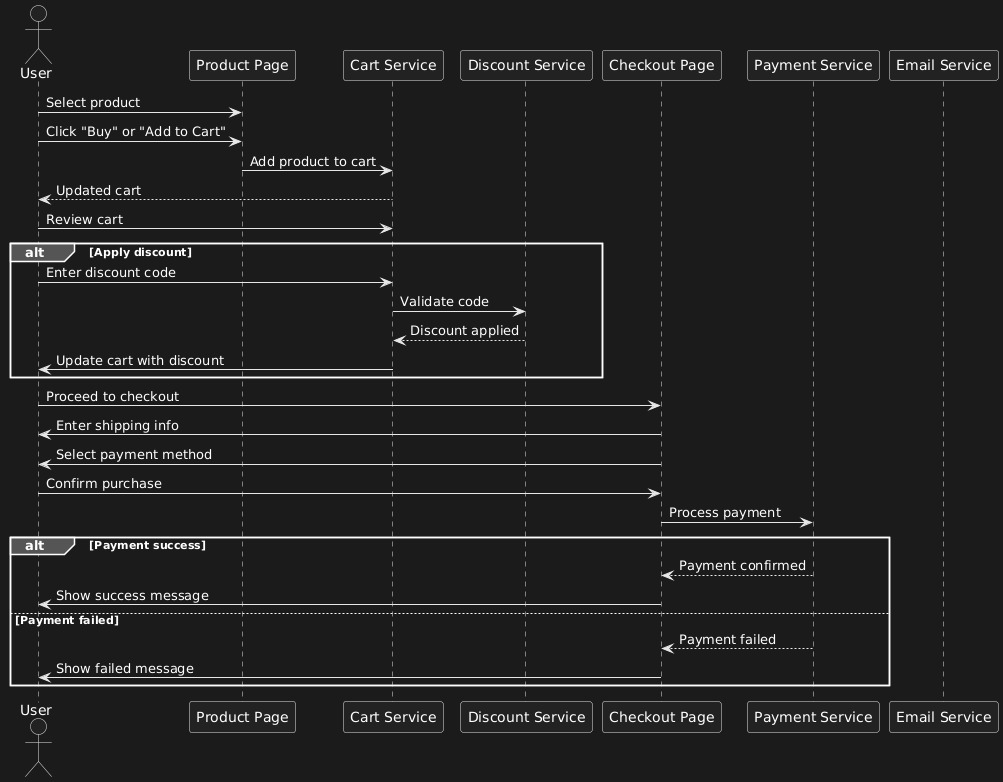 User
Product Page
Cart Service
Discount Service
Checkout Page
Payment Service
Email Service
Select product
Click "Buy" or "Add to Cart"
Add product to cart
Updated cart
Review cart
alt [Apply discount]
Enter discount code
Validate code
Discount applied
Update cart with discount
Proceed to checkout
Enter shipping info
Select payment method
Confirm purchase
Process payment
alt [Payment success]
Payment confirmed
Show success message
[Payment failed]
Payment failed
Show failed message
User
Product Page
Cart Service
Discount Service
Checkout Page
Payment Service
Email Service